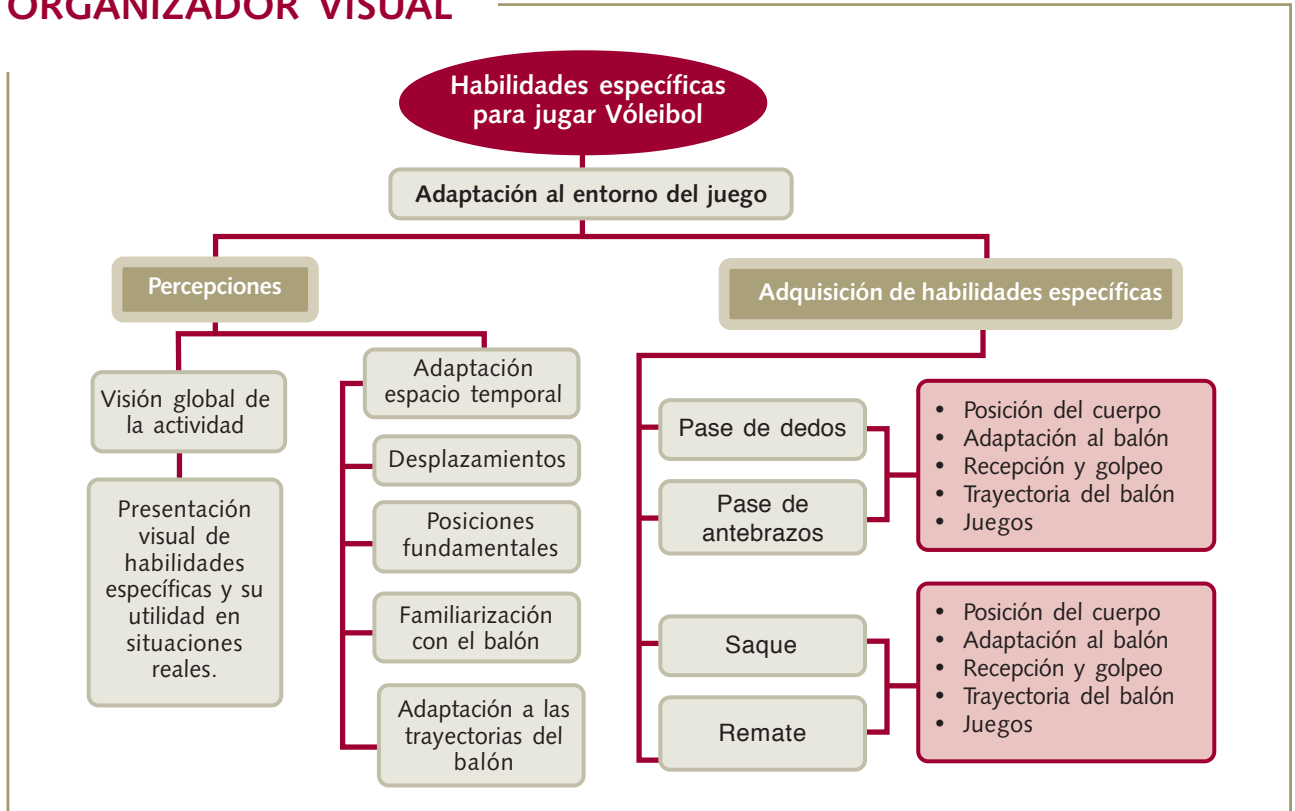 ORGANIZADOR VISUAL
Habilidades específicas
para jugar Vóleibol
Adaptación al entorno del juego
Percepciones
Visión global de
la actividad
Presentación
visual de
habilidades
específicas y su
utilidad en
situaciones
reales.
Adaptación
espacio temporal
Desplazamientos
Posiciones
fundamentales
Familiarización
con el balón
Adaptación a las
trayectorias del
balón
Adquisición de habilidades específicas
Pase de dedos
Pase de
antebrazos
• Posición del cuerpo
• Adaptación al balón
• Recepción y golpeo
• Trayectoria del balón
• Juegos
Saque
Remate
• Posición del cuerpo
• Adaptación al balón
• Recepción y golpeo
• Trayectoria del balón
• Juegos